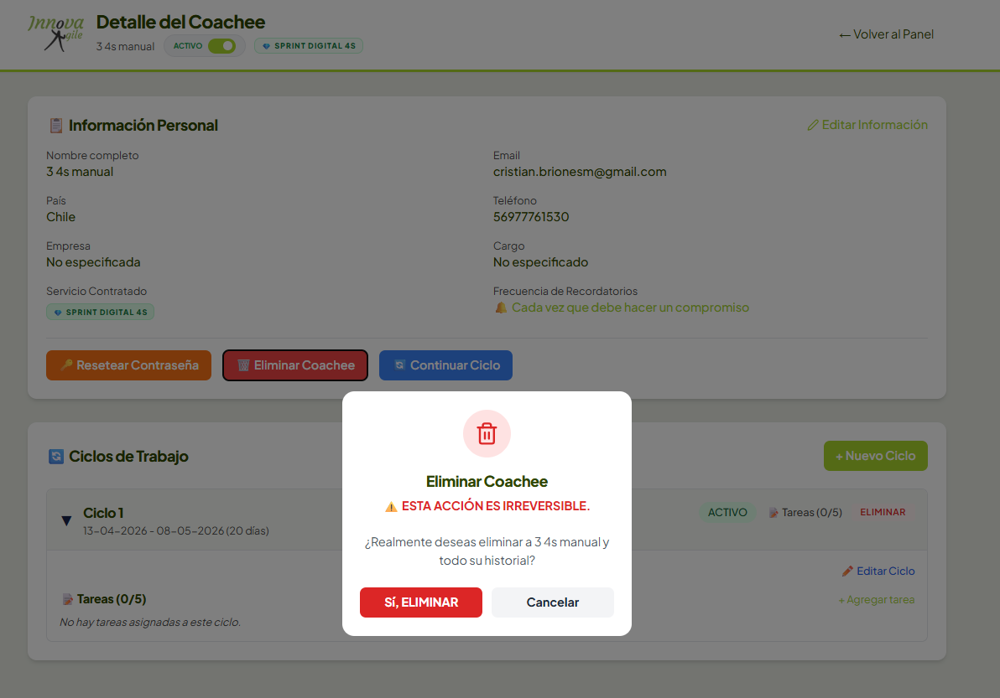 Innova
Agile
Detalle del Coachee
3 4s manual
ACTIVO
SPRINT DIGITAL 4S
← Volver al Panel
Información Personal
Editar Información
Nombre completo
3 4s manual
Email
cristian.brionesm@gmail.com
País
Chile
Teléfono
56977761530
Empresa
No especificada
Cargo
No especificado
Servicio Contratado
SPRINT DIGITAL 4S
Frecuencia de Recordatorios
Cada vez que debe hacer un compromiso
Resetear Contraseña
Eliminar Coachee
Continuar Ciclo
Ciclos de Trabajo
+ Nuevo Ciclo
Ciclo 1
13-04-2026 - 08-05-2026 (20 días)
ACTIVO
Tareas (0/5)
ELIMINAR
Editar Ciclo
Tareas (0/5)
+ Agregar tarea
No hay tareas asignadas a este ciclo.
Eliminar Coachee
⚠️ ESTA ACCIÓN ES IRREVERSIBLE.
¿Realmente deseas eliminar a 3 4s manual y
todo su historial?
Sí, ELIMINAR
Cancelar